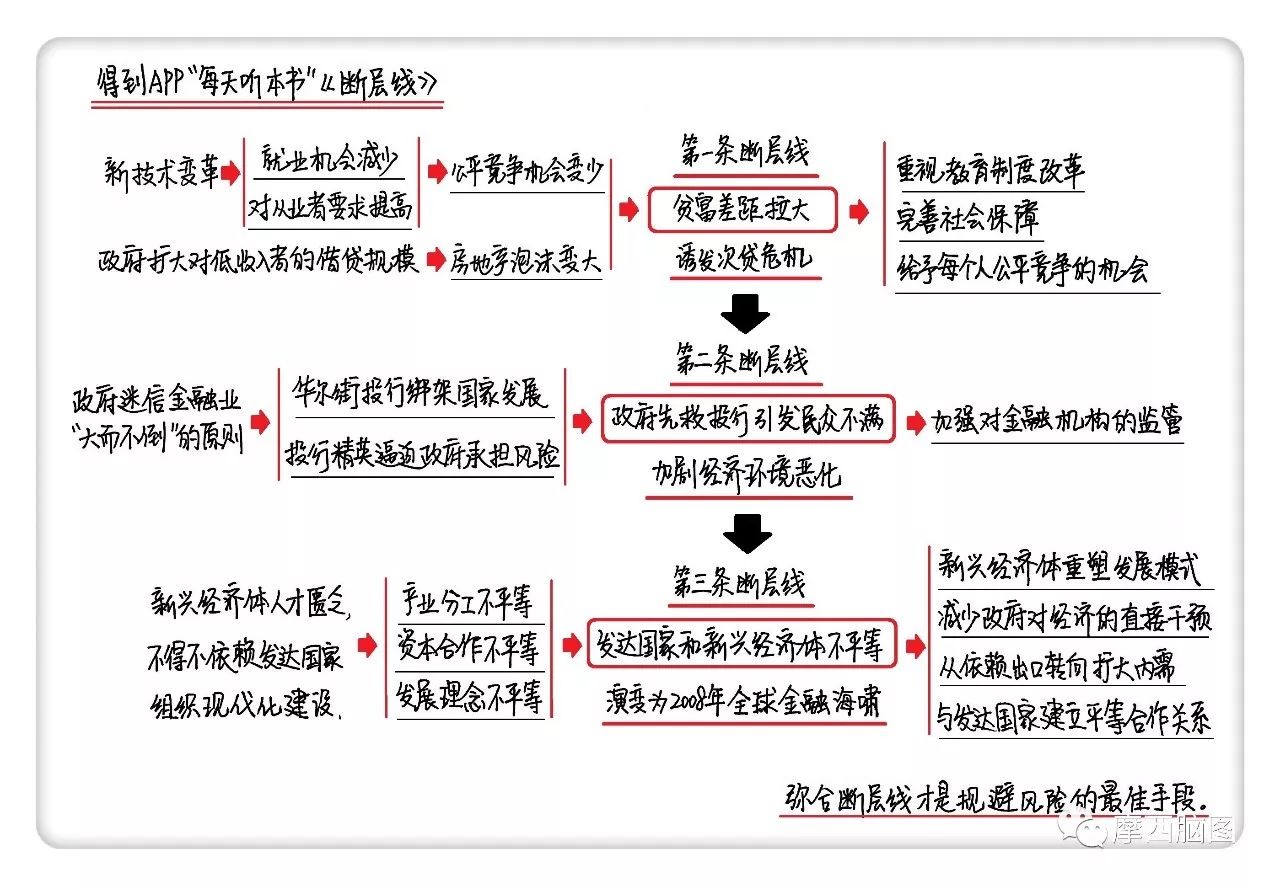 得到APP“每天听本书”《断层线》
新技术变革
就业机会减少
对从业者要求提高
公平竞争机会变少
政府扩大对低收入者的借贷规模
房地产泡沫变大
第一条断层线
贫富差距拉大
诱发次贷危机
重视教育制度改革
完善社会保障
给予每个人公平竞争的机会
政府迷信金融业
“大而不倒”的原则
华尔街投行绑架国家发展
投行精英逼迫政府承担风险
第二条断层线
政府先救投行引发民众不满
加剧经济环境恶化
加强对金融机构的监管
新兴经济体人才匮乏,
不得不依赖发达国家
组织现代化建设.
产业分工不平等
资本合作不平等
发展理念不平等
第三条断层线
发达国家和新兴经济体不平等
演变为2008年全球金融海啸
新兴经济体重塑发展模式
减少政府对经济的直接干预
从依赖出口转向扩大内需
与发达国家建立平等合作关系
弥合断层线才是规避风险的最佳手段.
摩西脑图